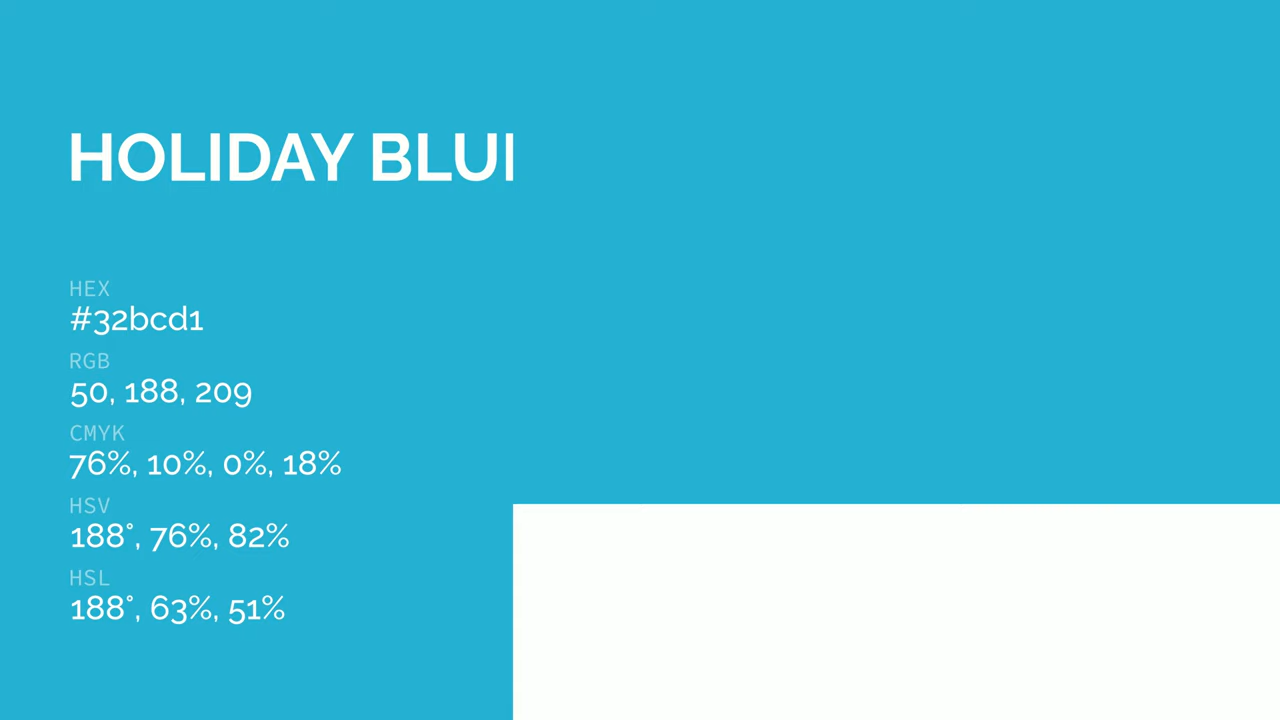 HOLIDAY BLU
HEX
#32bcd1
RGB
50, 188, 209
CMYK
76%, 10%, 0%, 18%
HSV
188°, 76%, 82%
HSL
188°, 63%, 51%